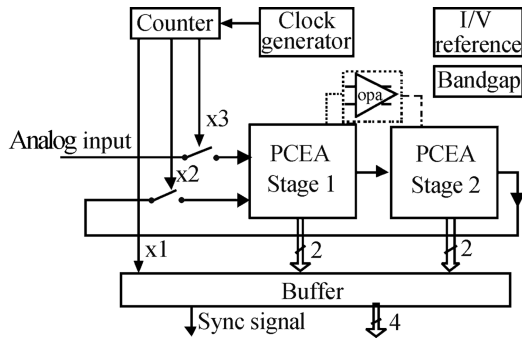 Counter
Clock
generator
I/V
reference
Bandgap
opa
x3
Analog input
x2
PCEA
Stage 1
PCEA
Stage 2
x1
2
2
Buffer
Sync signal
4